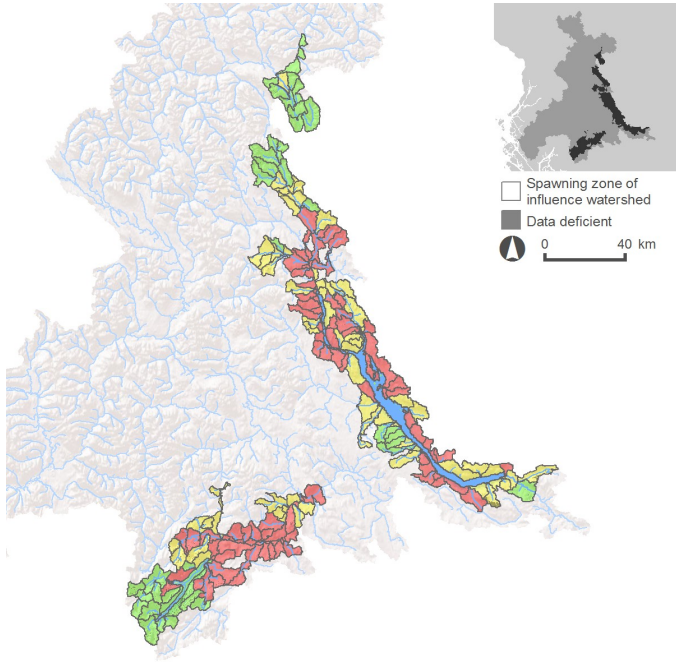 Spawning zone of
influence watershed
Data deficient
0 40 km